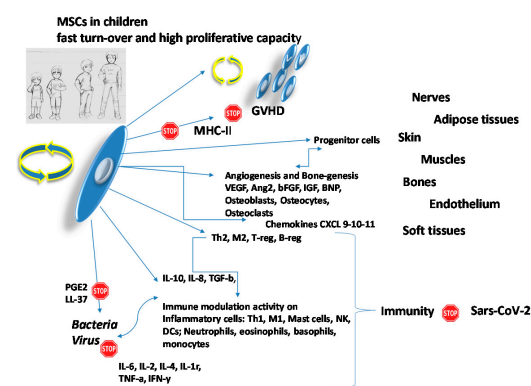 MSCs in children
fast turn-over and high proliferative capacity
GVHD
STOP
STOP
MHC-II
Nerves
Adipose tissues
Progenitor cells
Skin
Muscles
Angiogenesis and Bone-genesis
VEGF, Ang2, bFGF, IGF, BNP,
Osteoblasts, Osteocytes,
Osteoclasts
Bones
Endothelium
Chemokines CXCL 9-10-11
Soft tissues
Th2, M2, T-reg, B-reg
IL-10, IL-8, TGF-b,
PGE2
LL-37
STOP
Immune modulation activity on
Inflammatory cells: Th1, M1, Mast cells, NK,
DCs; Neutrophils, eosinophils, basophils,
monocytes
Immunity
STOP
Sars-CoV-2
Bacteria
Virus
STOP
IL-6, IL-2, IL-4, IL-1r,
TNF-a, IFN-γ